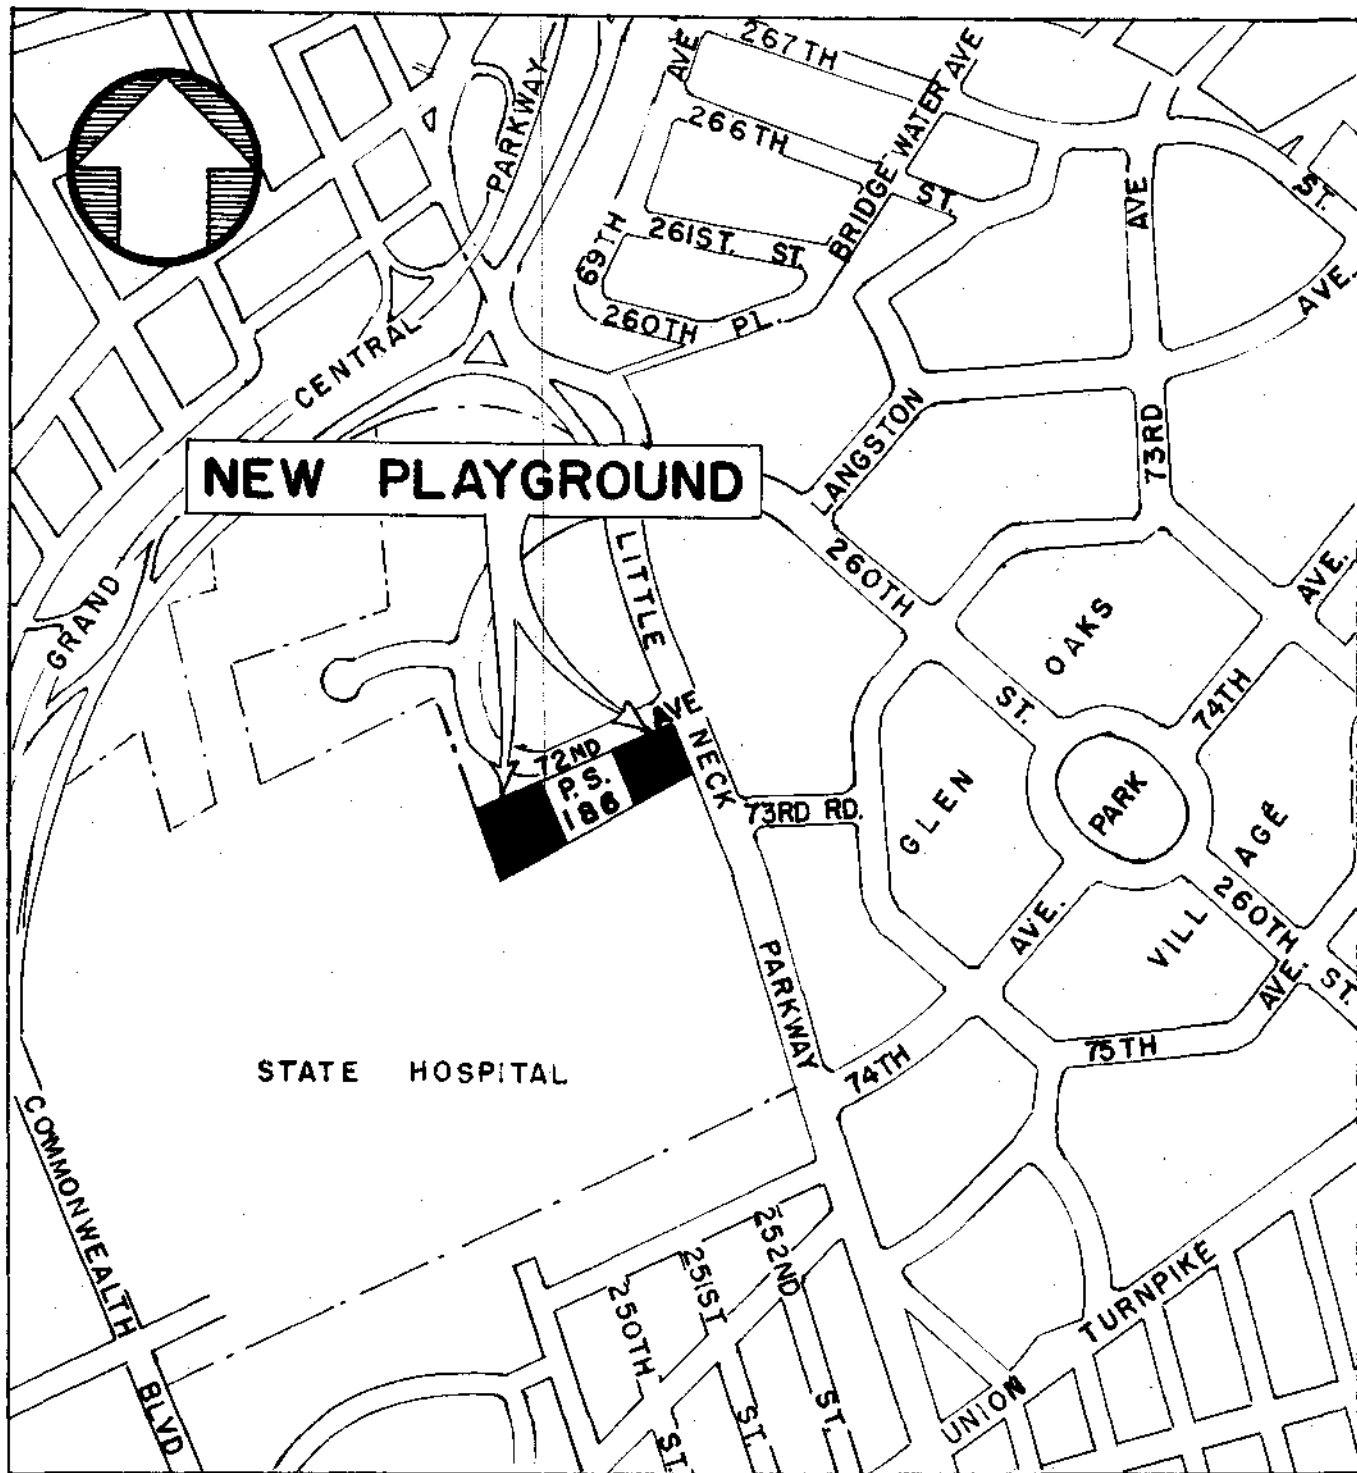 267TH
AVE
PARKWAY
BRIDGEWATER AVE
266TH
ST.
AVE
ST.
261ST. ST.
69TH
AVE.
260TH PL.
CENTRAL
LANGSTON
73RD
NEW PLAYGROUND
LITTLE
260TH
AVE.
GRAND
OAKS
ST.
74TH
AVE
NECK
72ND
P.S.
186
73RD RD.
GLEN
PARK
AGE
260TH
AVE.
VILL
ST.
AVE.
PARKWAY
75TH
74TH
STATE HOSPITAL
COMMONWEALTH
252ND
251ST
250TH
TURNPIKE
UNION
BLVD
ST.
ST.
ST.